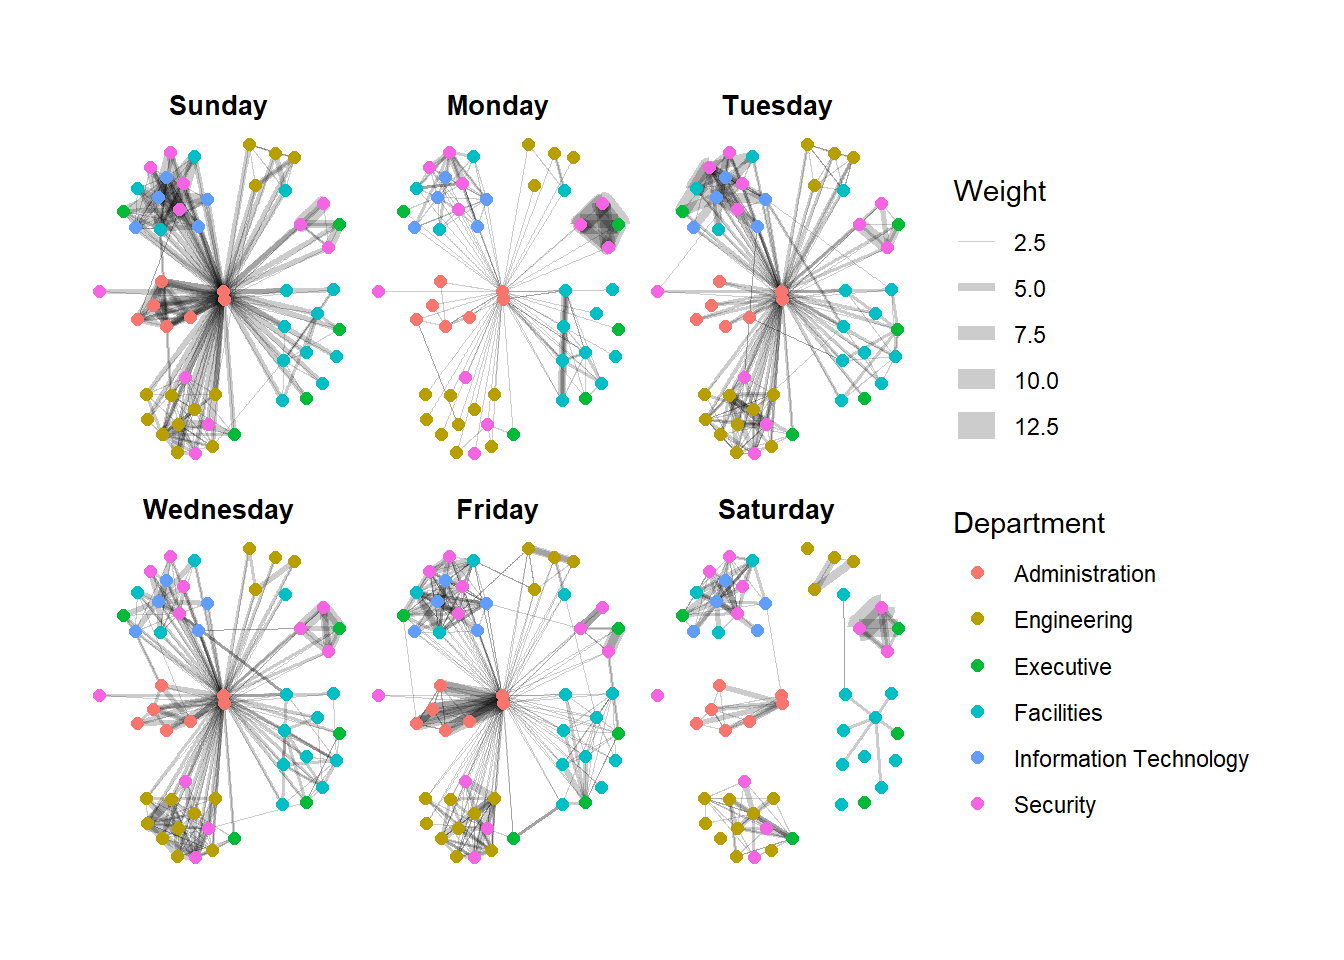 Sunday
Monday
Tuesday
Weight
2.5
5.0
7.5
10.0
12.5
Wednesday
Friday
Saturday
Department
Administration
Engineering
Executive
Facilities
Information Technology
Security